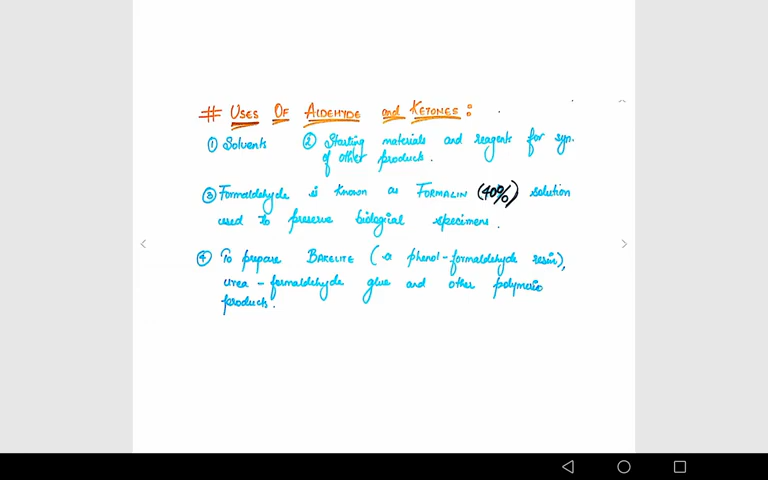 # USES OF ALDEHYDE and KETONES :
① Solvents ② Starting materials and reagents for syn.
of other products.
③ Formaldehyde is known as FORMALIN (40%) solution
used to preserve biological specimens.
④ To prepare BAKELITE (a phenol-formaldehyde resin),
urea - formaldehyde glue and other polymeric
products.